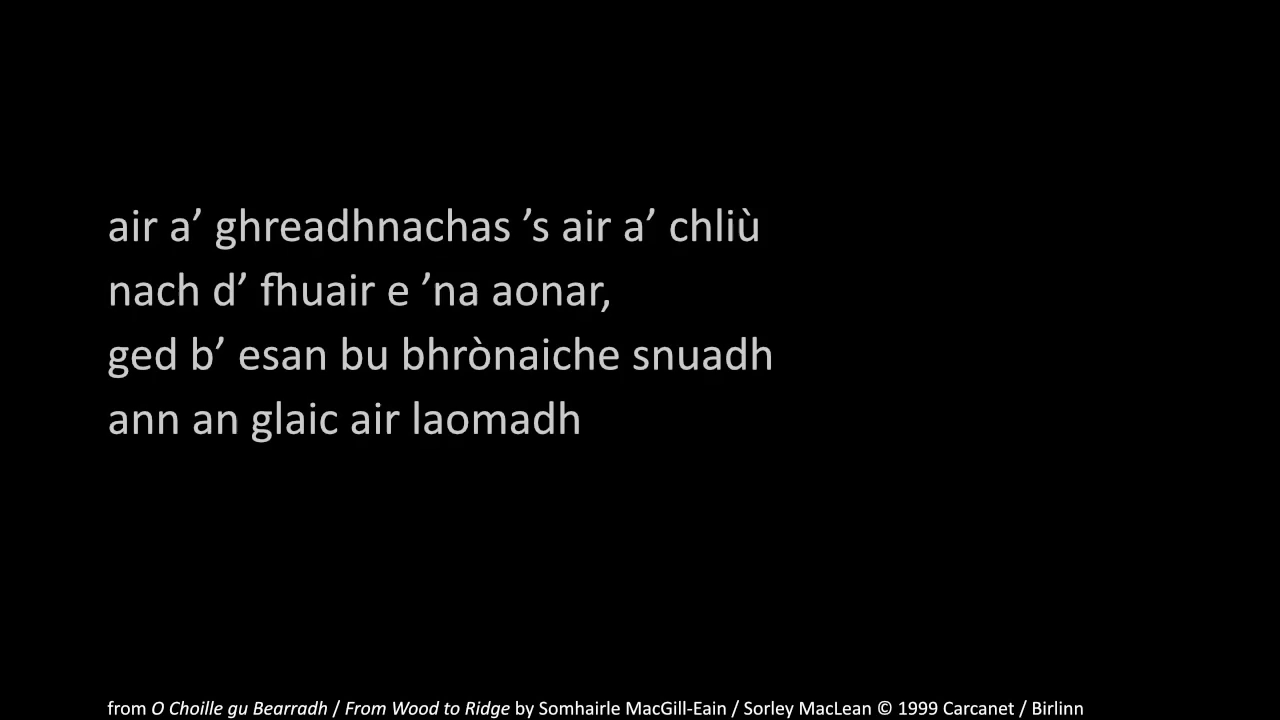 air a’ ghreadhnachas ’s air a’ chliù
nach d’ fhuair e ’na aonar,
ged b’ esan bu bhrònaiche snuadh
ann an glaic air laomadh
from O Choille gu Bearradh / From Wood to Ridge by Somhairle MacGill-Eain / Sorley MacLean © 1999 Carcanet / Birlinn